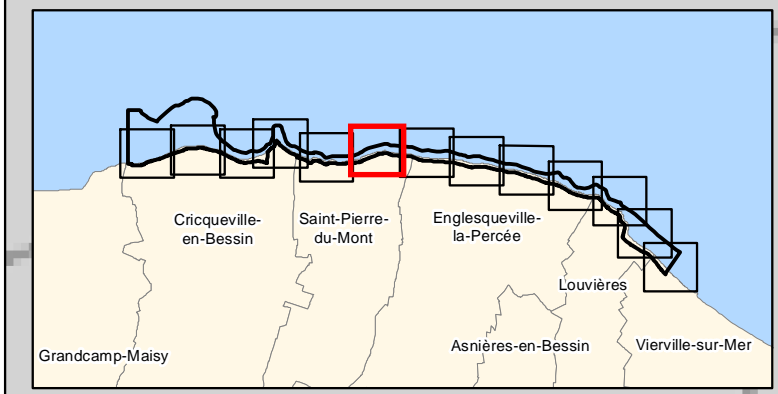 Cricqueville-
en-Bessin
Saint-Pierre-
du-Mont
Englesqueville-
la-Percée
Louvières
Grandcamp-Maisy
Asnières-en-Bessin
Vierville-sur-Mer